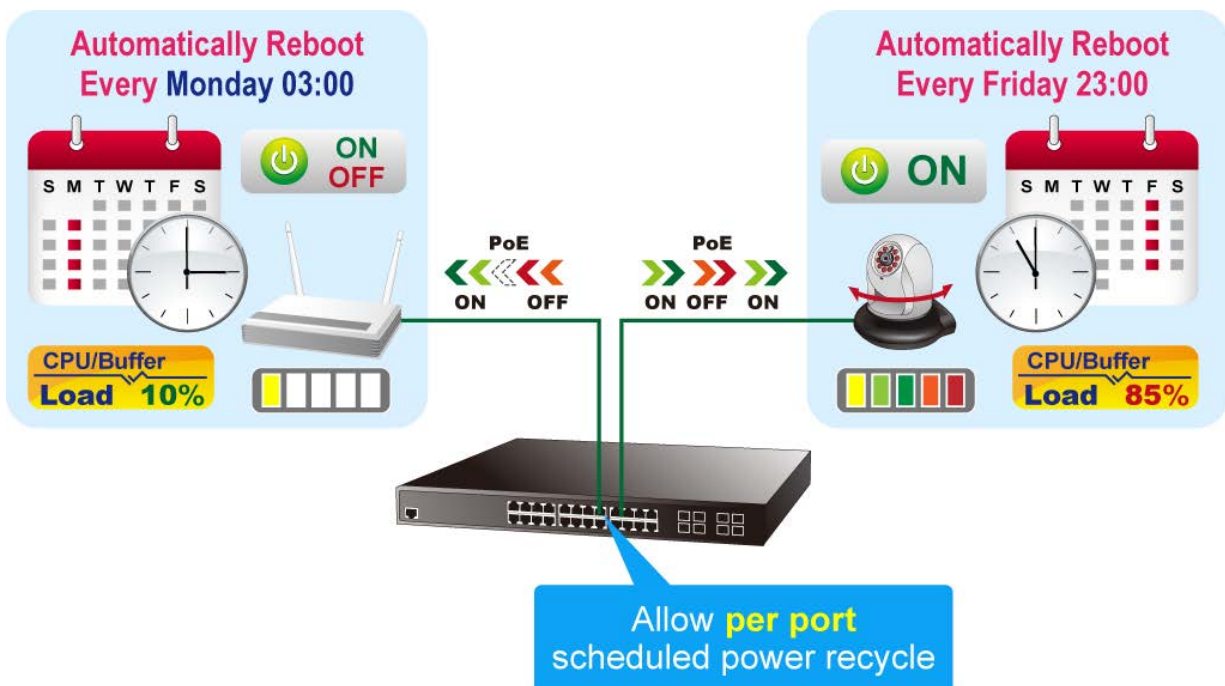 Automatically Reboot
Every Monday 03:00
S M T W T F S
ON
OFF
CPU/Buffer
Load 10%
PoE
ON OFF
PoE
ON OFF ON
Automatically Reboot
Every Friday 23:00
ON
S M T W T F S
CPU/Buffer
Load 85%
Allow per port
scheduled power recycle